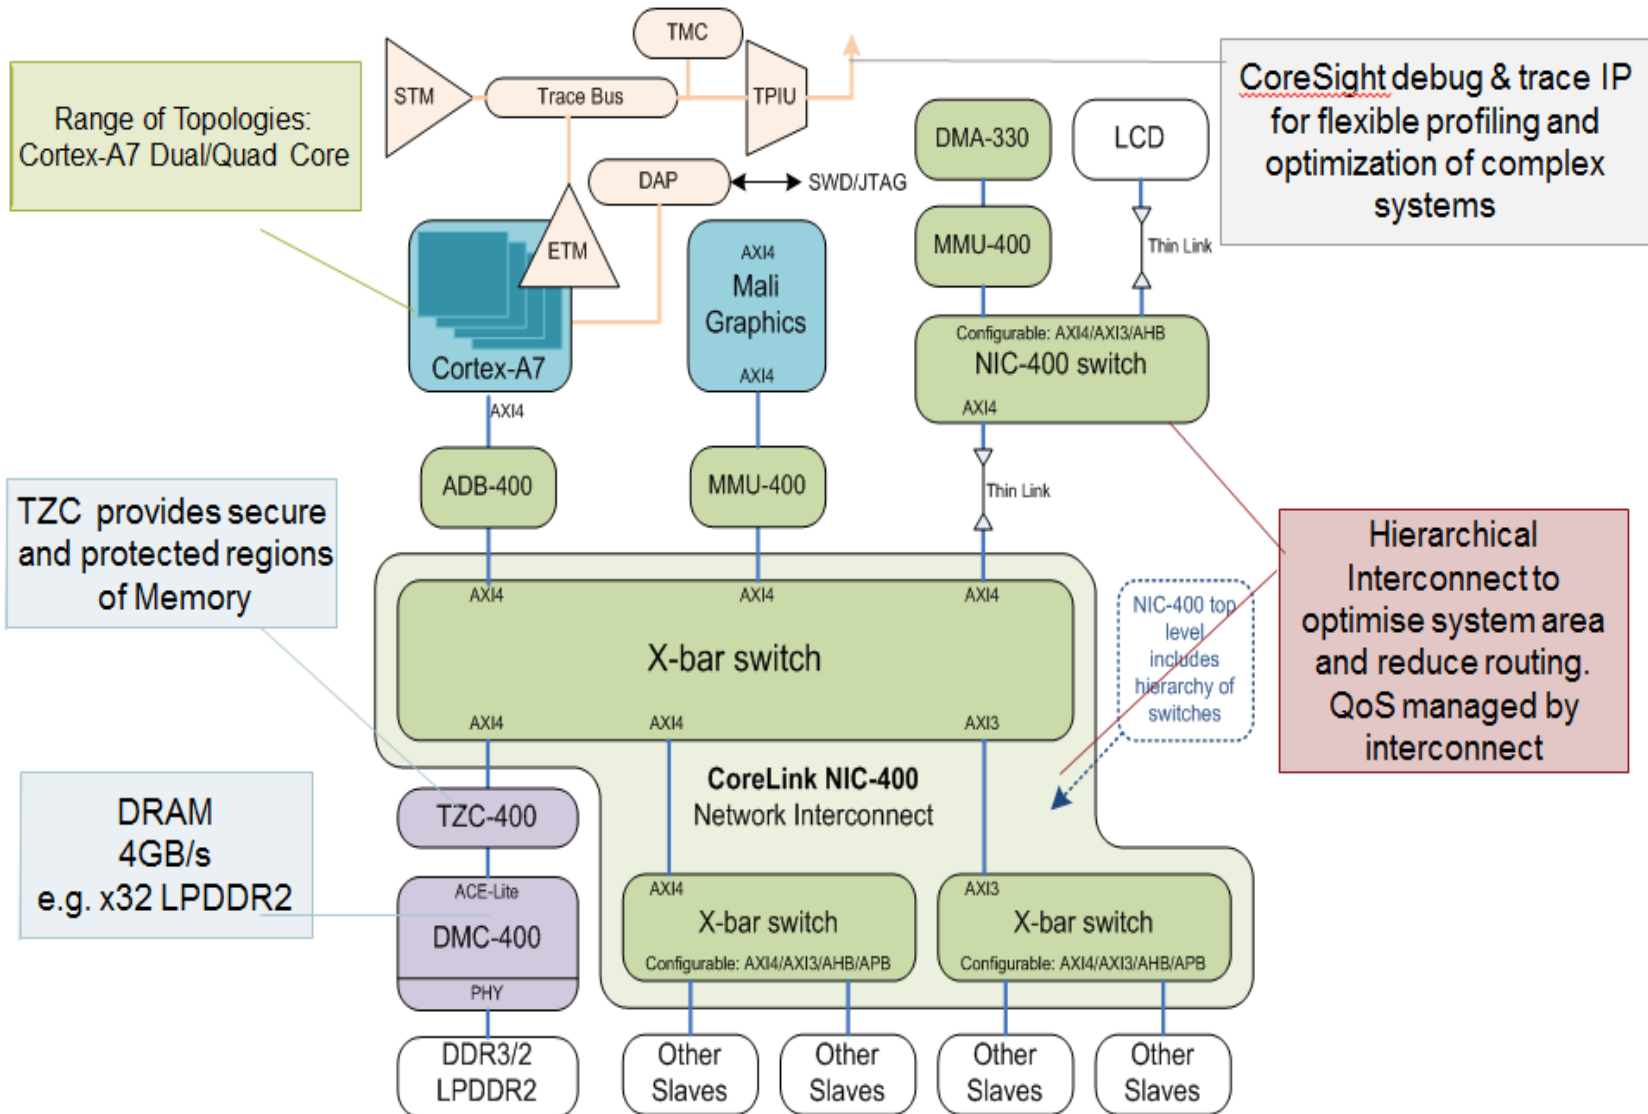 TMC
STM
Trace Bus
TPIU
CoreSight debug & trace IP
for flexible profiling and
optimization of complex
systems
Range of Topologies:
Cortex-A7 Dual/Quad Core
DMA-330
LCD
DAP
SWD/JTAG
ETM
MMU-400
Thin Link
AXI4
Mali
Graphics
AXI4
Cortex-A7
Configurable: AXI4/AXI3/AHB
NIC-400 switch
AXI4
AXI4
ADB-400
MMU-400
Thin Link
TZC provides secure
and protected regions
of Memory
Hierarchical
Interconnect to
optimise system area
and reduce routing.
QoS managed by
interconnect
AXI4
AXI4
AXI4
X-bar switch
AXI4
AXI4
AXI3
NIC-400 top
level
includes
hierarchy of
switches
CoreLink NIC-400
Network Interconnect
TZC-400
DRAM
4GB/s
e.g. x32 LPDDR2
ACE-Lite
DMC-400
PHY
AXI4
X-bar switch
Configurable: AXI4/AXI3/AHB/APB
AXI3
X-bar switch
Configurable: AXI4/AXI3/AHB/APB
DDR3/2
LPDDR2
Other
Slaves
Other
Slaves
Other
Slaves
Other
Slaves